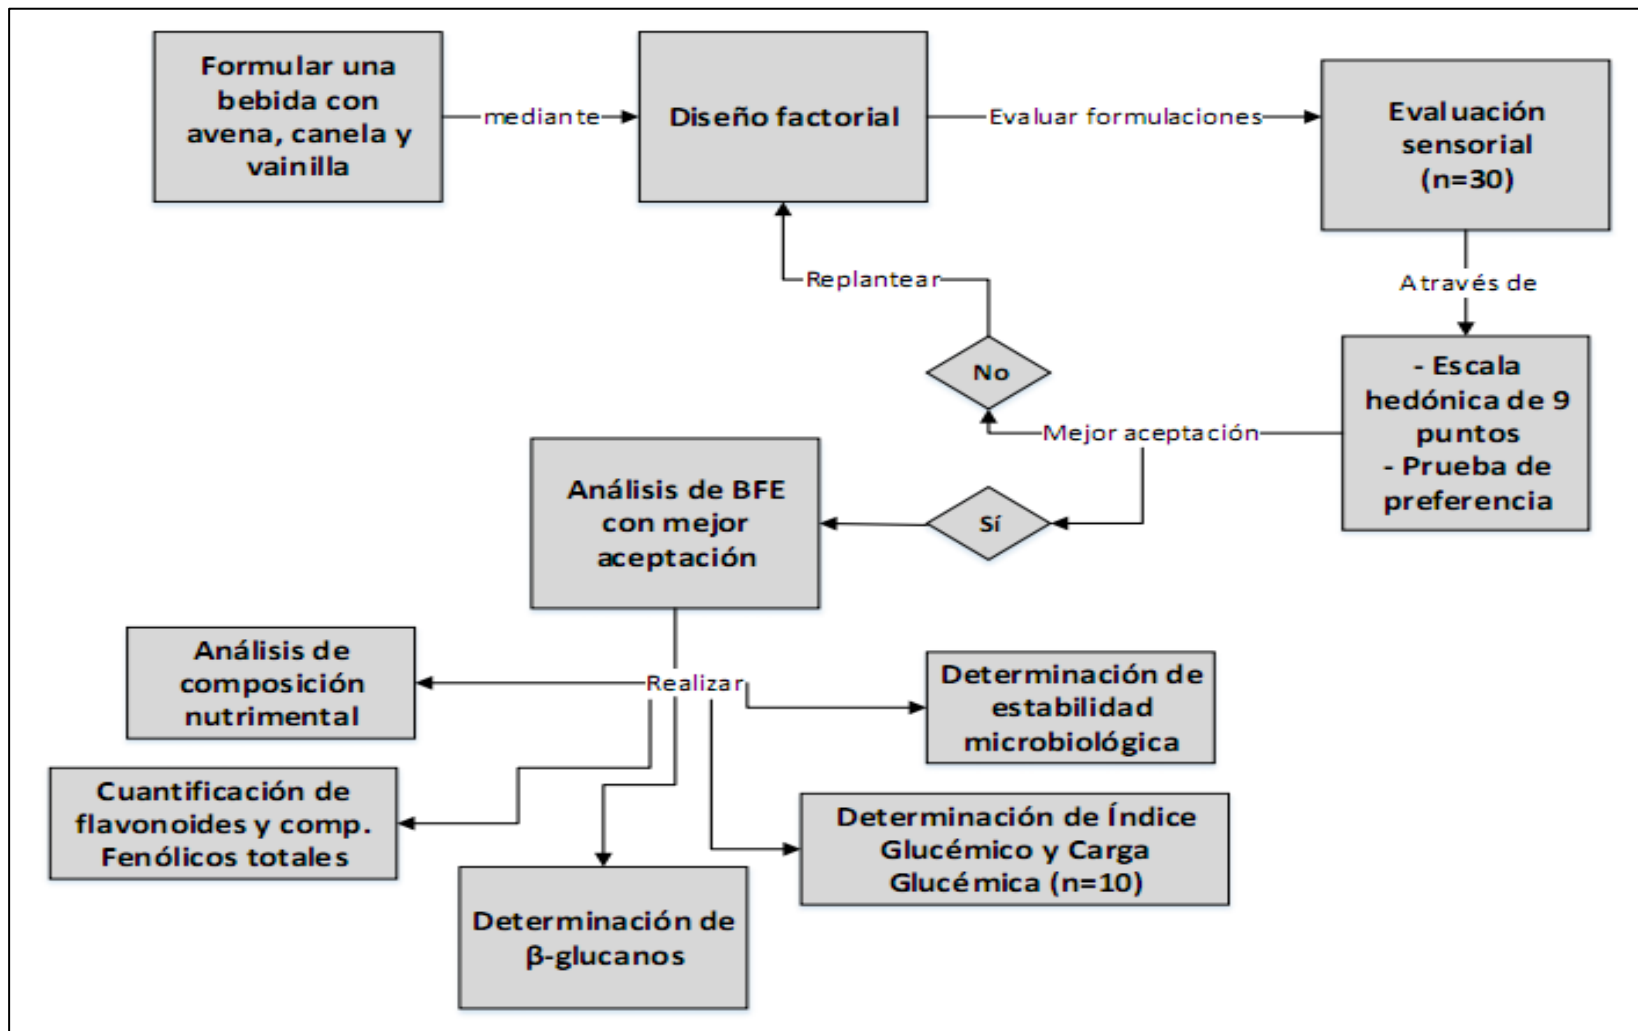 Formular una
bebida con
avena, canela y
vainilla
mediante
Diseño factorial
Evaluar formulaciones
Evaluación
sensorial
(n=30)
Através de
- Escala
hedónica de 9
puntos
- Prueba de
preferencia
Mejor aceptación
No
Replantear
Sí
Análisis de BFE
con mejor
aceptación
Realizar
Análisis de
composición
nutrimental
Cuantificación de
flavonoides y comp.
Fenólicos totales
Determinación de
β-glucanos
Determinación de Índice
Glucémico y Carga
Glucémica (n=10)
Determinación de
estabilidad
microbiológica